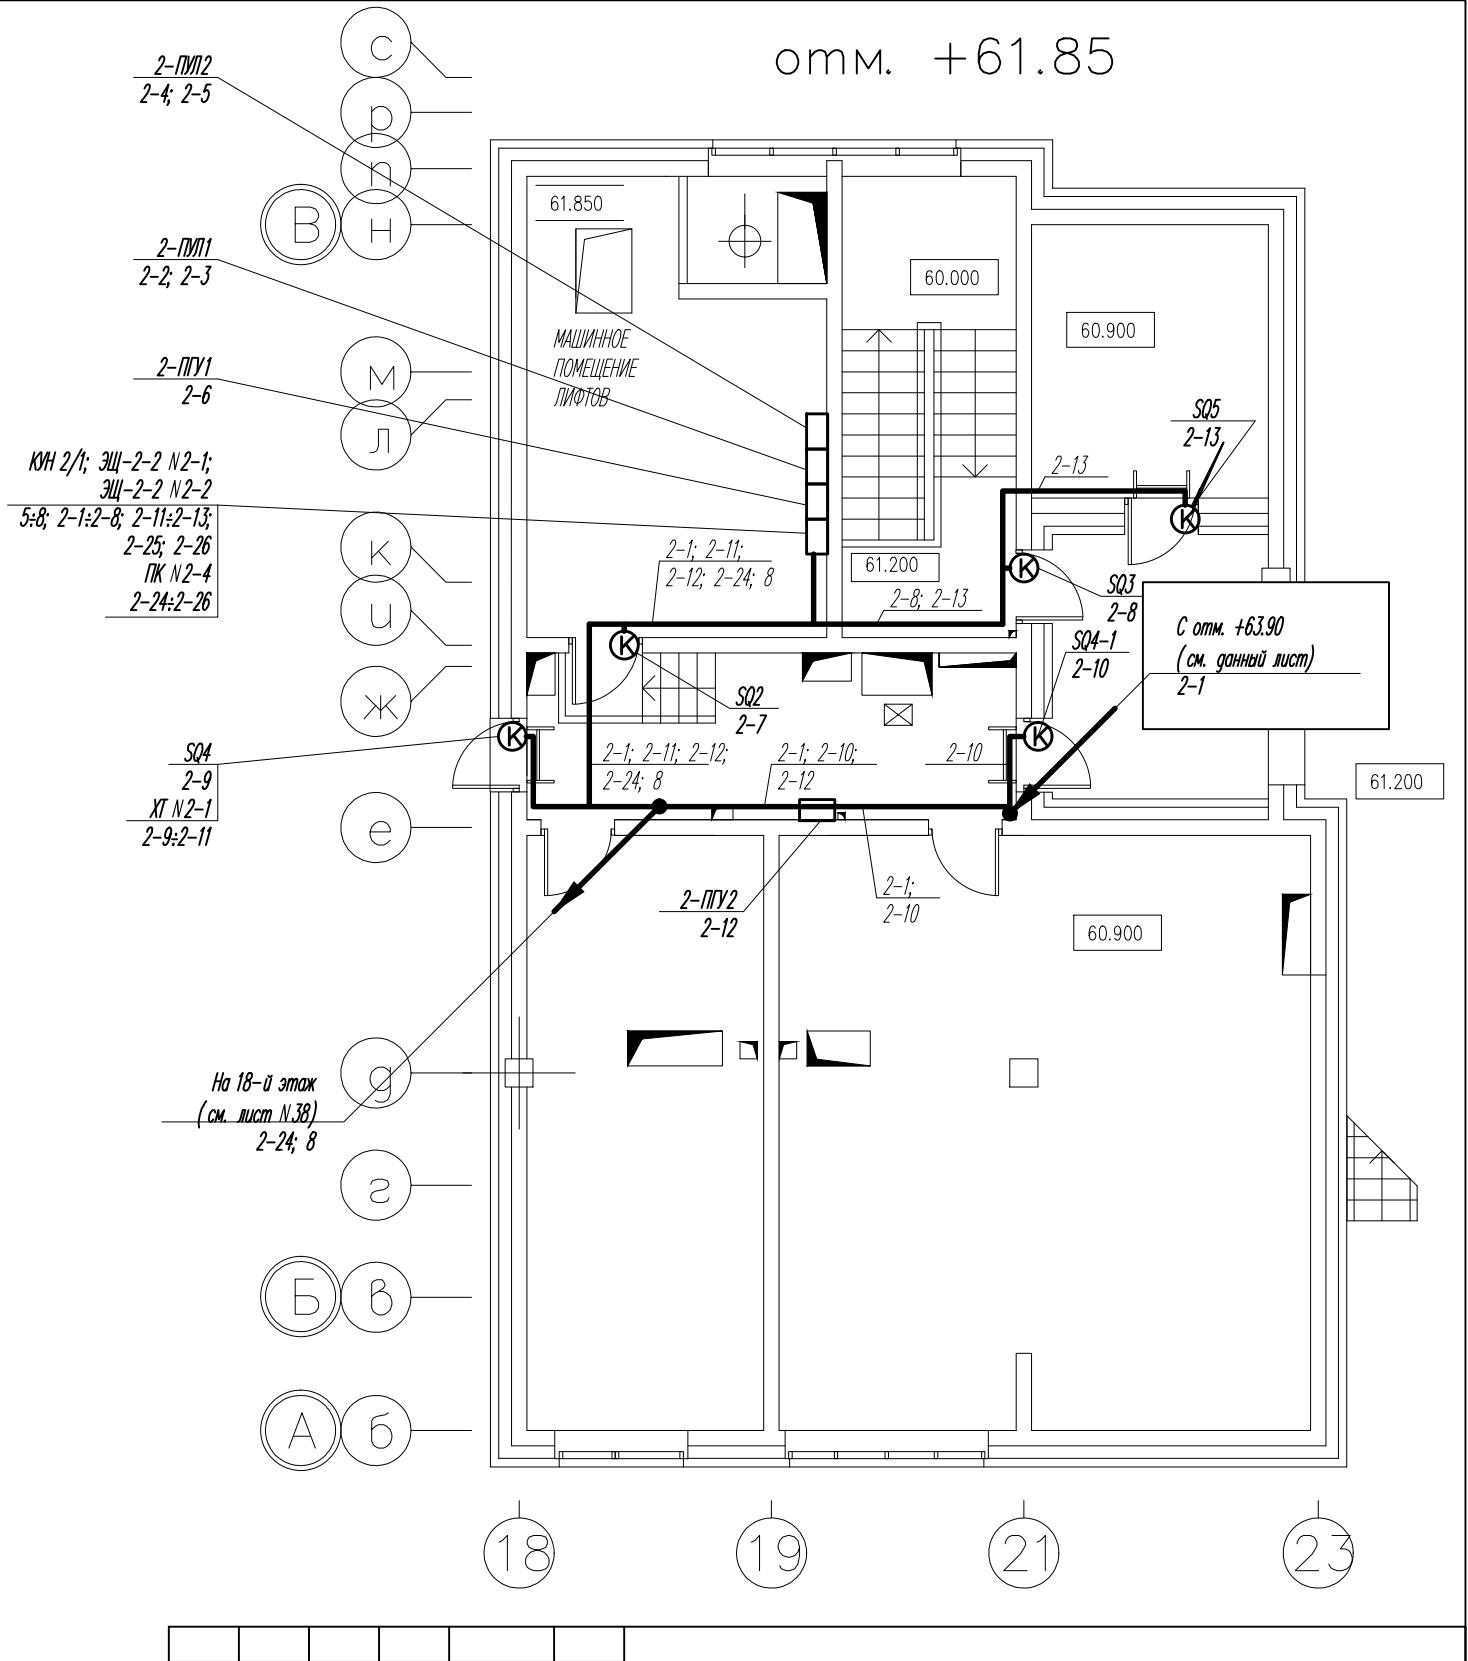 отм. +61.85
с
р
п
В
н
м
л
к
и
ж
е
д
г
Б
в
А
б
2-ПУЛ2
2-4; 2-5
2-ПУЛ1
2-2; 2-3
2-ПГУ1
2-6
КУН 2/1; ЭЩ-2-2 N2-1;
ЭЩ-2-2 N2-2
5÷8; 2-1÷2-8; 2-11÷2-13;
2-25; 2-26
ПК N2-4
2-24÷2-26
61.850
МАШИННОЕ
ПОМЕЩЕНИЕ
ЛИФТОВ
60.000
60.900
SQ5
2-13
2-13
2-1; 2-11;
2-12; 2-24; 8
61.200
2-8; 2-13
SQ3
2-8
SQ4-1
2-10
С отм. +63.90
(см. данный лист)
2-1
SQ2
2-7
SQ4
2-9
ХТ N2-1
2-9÷2-11
2-1; 2-11; 2-12;
2-24; 8
2-1; 2-10;
2-12
2-10
61.200
К
К
К
К
К
2-ПГУ2
2-12
2-1;
2-10
60.900
На 18-й этаж
(см. лист N38)
2-24; 8
18
19
21
23